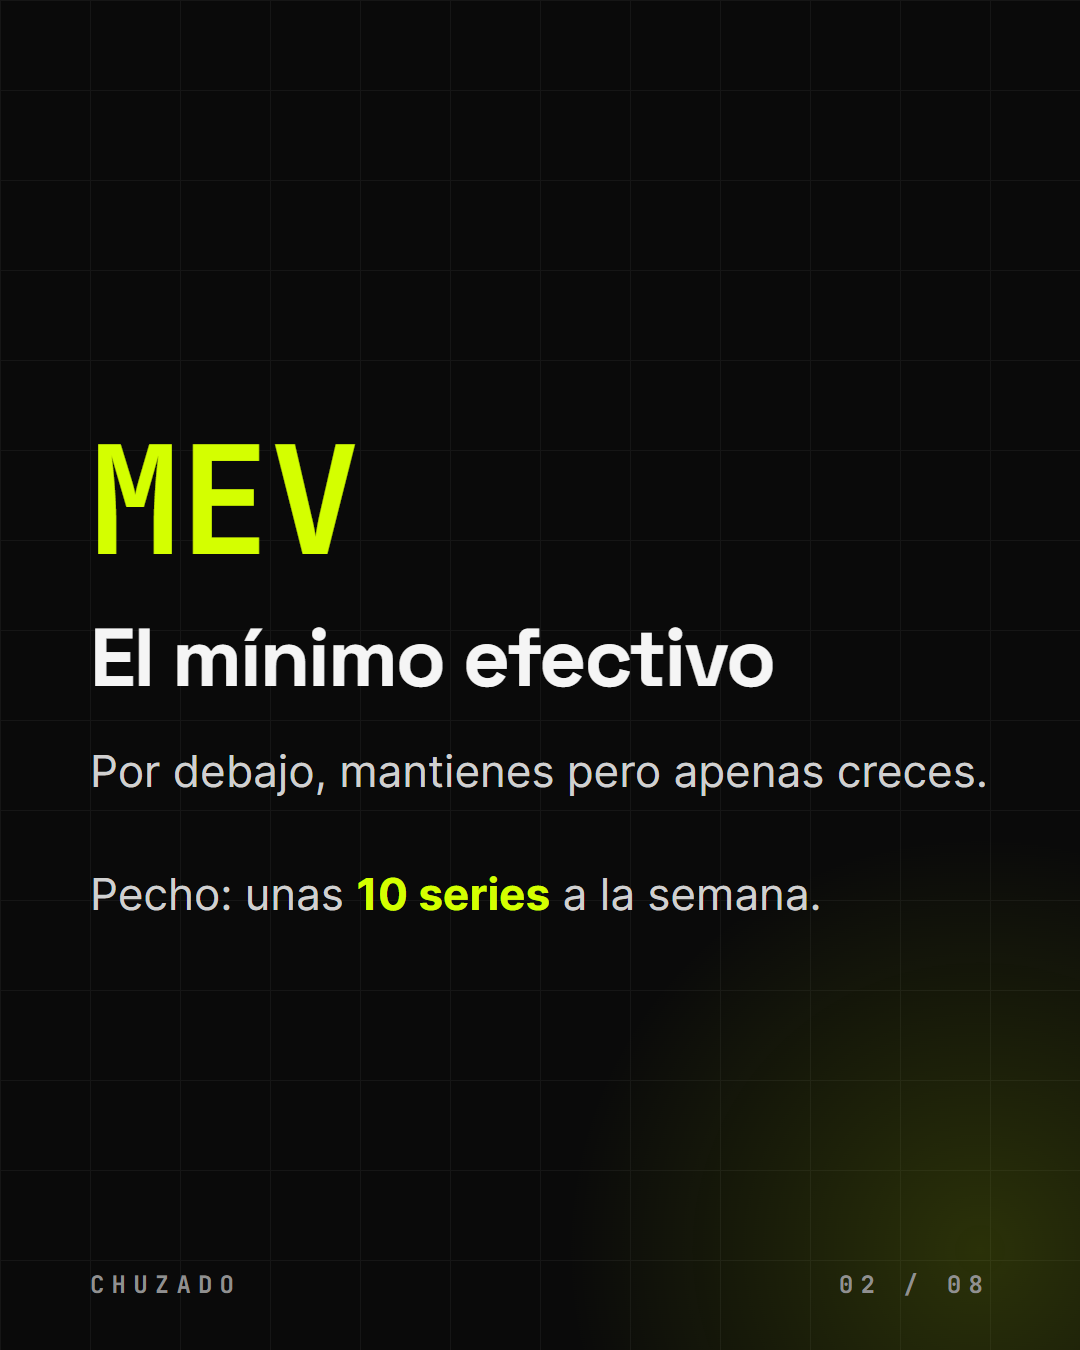 MEV
El mínimo efectivo
Por debajo, mantienes pero apenas creces.
Pecho: unas 10 series a la semana.
CHUZADO
02 / 08